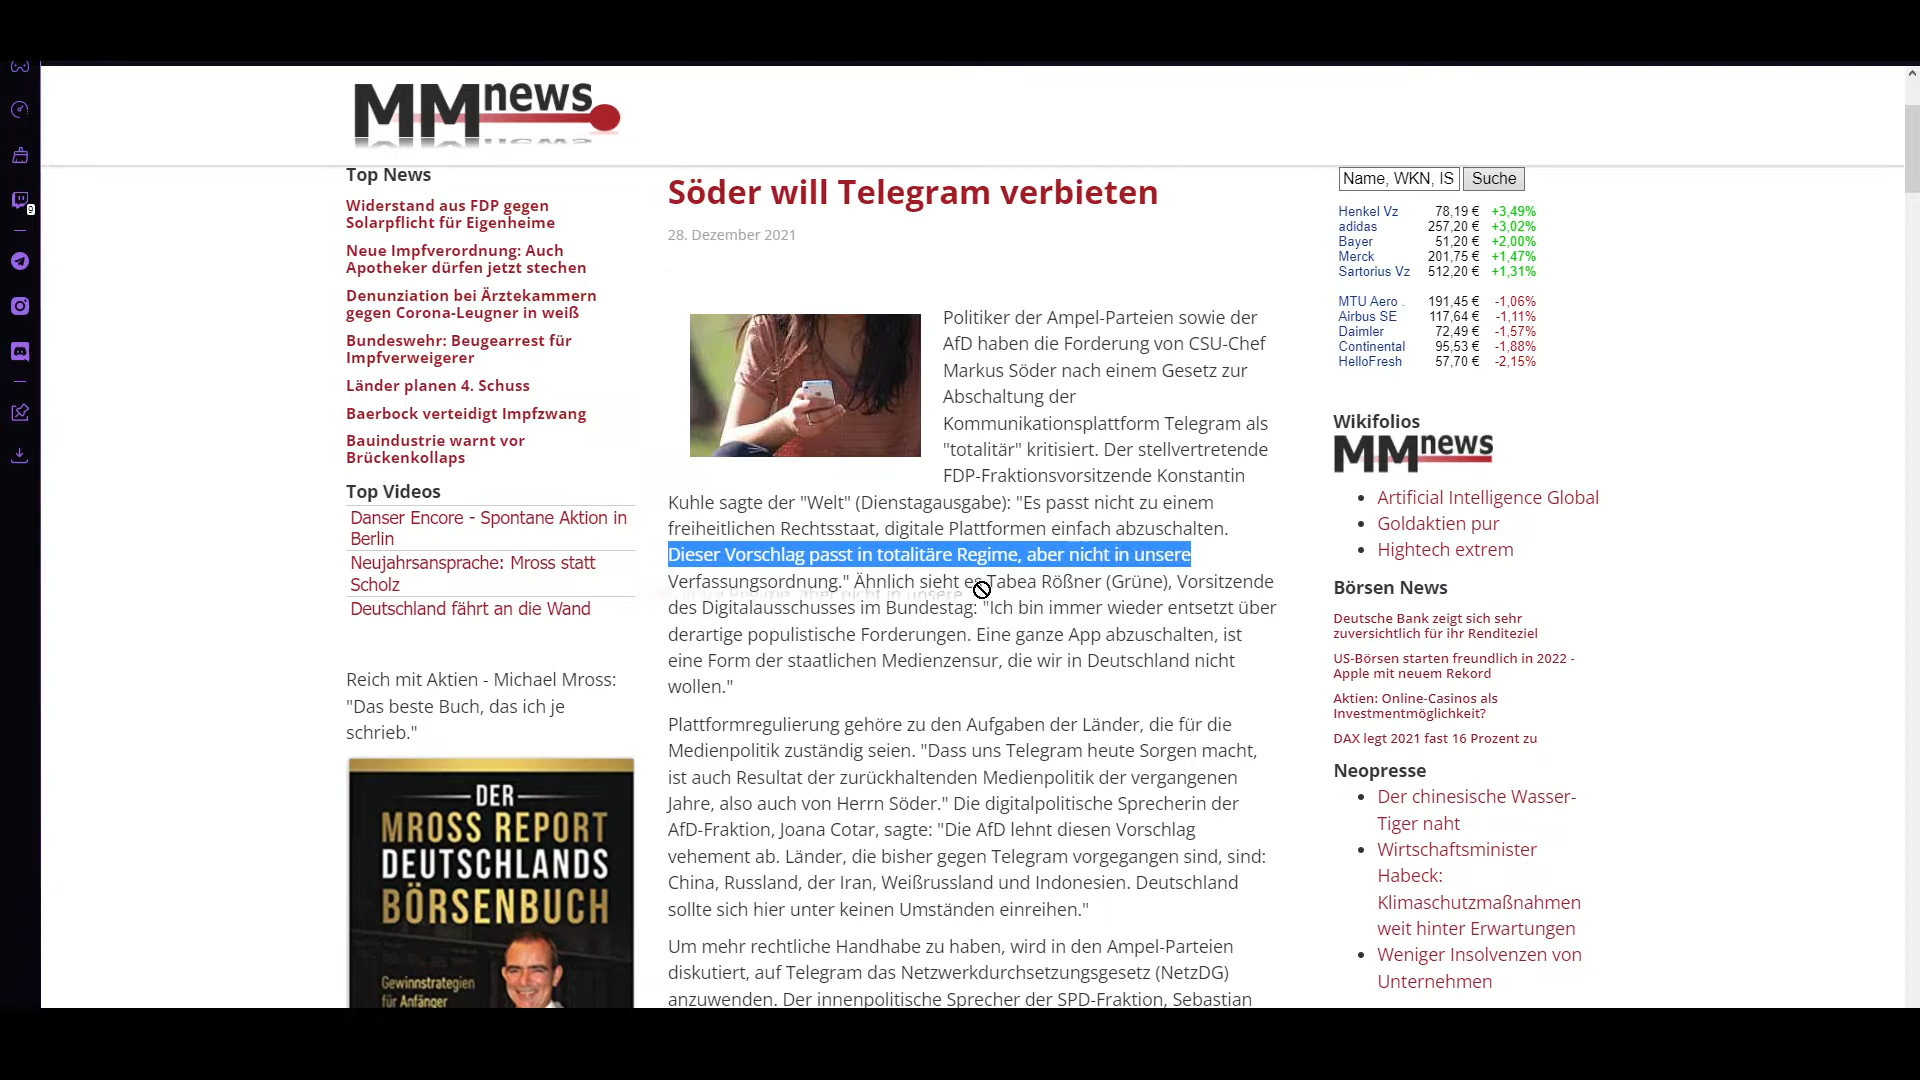 MMnews
Top News
Widerstand aus FDP gegen
Solarpflicht für Eigenheime
Neue Impfverordnung: Auch
Apotheker dürfen jetzt stechen
Denunziation bei Ärztekammern
gegen Corona-Leugner in weiß
Bundeswehr: Beugearrest für
Impfverweigerer
Länder planen 4. Schuss
Baerbock verteidigt Impfzwang
Bauindustrie warnt vor
Brückenkollaps
Top Videos
Danser Encore - Spontane Aktion in
Berlin
Neujahrsansprache: Mross statt
Scholz
Deutschland fährt an die Wand
Reich mit Aktien - Michael Mross:
"Das beste Buch, das ich je
schrieb."
DER
MROSS REPORT
DEUTSCHLANDS
BÖRSENBUCH
Gewinnstrategien
für Anfänger
Söder will Telegram verbieten
28. Dezember 2021
Politiker der Ampel-Parteien sowie der
AfD haben die Forderung von CSU-Chef
Markus Söder nach einem Gesetz zur
Abschaltung der
Kommunikationsplattform Telegram als
"totalitär" kritisiert. Der stellvertretende
FDP-Fraktionsvorsitzende Konstantin
Kuhle sagte der "Welt" (Dienstagausgabe): "Es passt nicht zu einem
freiheitlichen Rechtsstaat, digitale Plattformen einfach abzuschalten.
Dieser Vorschlag passt in totalitäre Regime, aber nicht in unsere
Verfassungsordnung." Ähnlich sieht es Tabea Rößner (Grüne), Vorsitzende
des Digitalausschusses im Bundestag: "Ich bin immer wieder entsetzt über
derartige populistische Forderungen. Eine ganze App abzuschalten, ist
eine Form der staatlichen Medienzensur, die wir in Deutschland nicht
wollen."
Plattformregulierung gehöre zu den Aufgaben der Länder, die für die
Medienpolitik zuständig seien. "Dass uns Telegram heute Sorgen macht,
ist auch Resultat der zurückhaltenden Medienpolitik der vergangenen
Jahre, also auch von Herrn Söder." Die digitalpolitische Sprecherin der
AfD-Fraktion, Joana Cotar, sagte: "Die AfD lehnt diesen Vorschlag
vehement ab. Länder, die bisher gegen Telegram vorgegangen sind, sind:
China, Russland, der Iran, Weißrussland und Indonesien. Deutschland
sollte sich hier unter keinen Umständen einreihen."
Um mehr rechtliche Handhabe zu haben, wird in den Ampel-Parteien
diskutiert, auf Telegram das Netzwerkdurchsetzungsgesetz (NetzDG)
anzuwenden. Der innenpolitische Sprecher der SPD-Fraktion, Sebastian
Name, WKN, IS Suche
Henkel Vz 78,19 € +3,49%
adidas 257,20 € +3,02%
Bayer 51,20 € +2,00%
Merck 201,75 € +1,47%
Sartorius Vz 512,20 € +1,31%
MTU Aero . 191,45 € -1,06%
Airbus SE 117,64 € -1,11%
Daimler 72,49 € -1,57%
Continental 95,53 € -1,88%
HelloFresh 57,70 € -2,15%
Wikifolios
MMnews
Artificial Intelligence Global
Goldaktien pur
Hightech extrem
Börsen News
Deutsche Bank zeigt sich sehr
zuversichtlich für ihr Renditeziel
US-Börsen starten freundlich in 2022 -
Apple mit neuem Rekord
Aktien: Online-Casinos als
Investmentmöglichkeit?
DAX legt 2021 fast 16 Prozent zu
Neopresse
Der chinesische Wasser-
Tiger naht
Wirtschaftsminister
Habeck:
Klimaschutzmaßnahmen
weit hinter Erwartungen
Weniger Insolvenzen von
Unternehmen